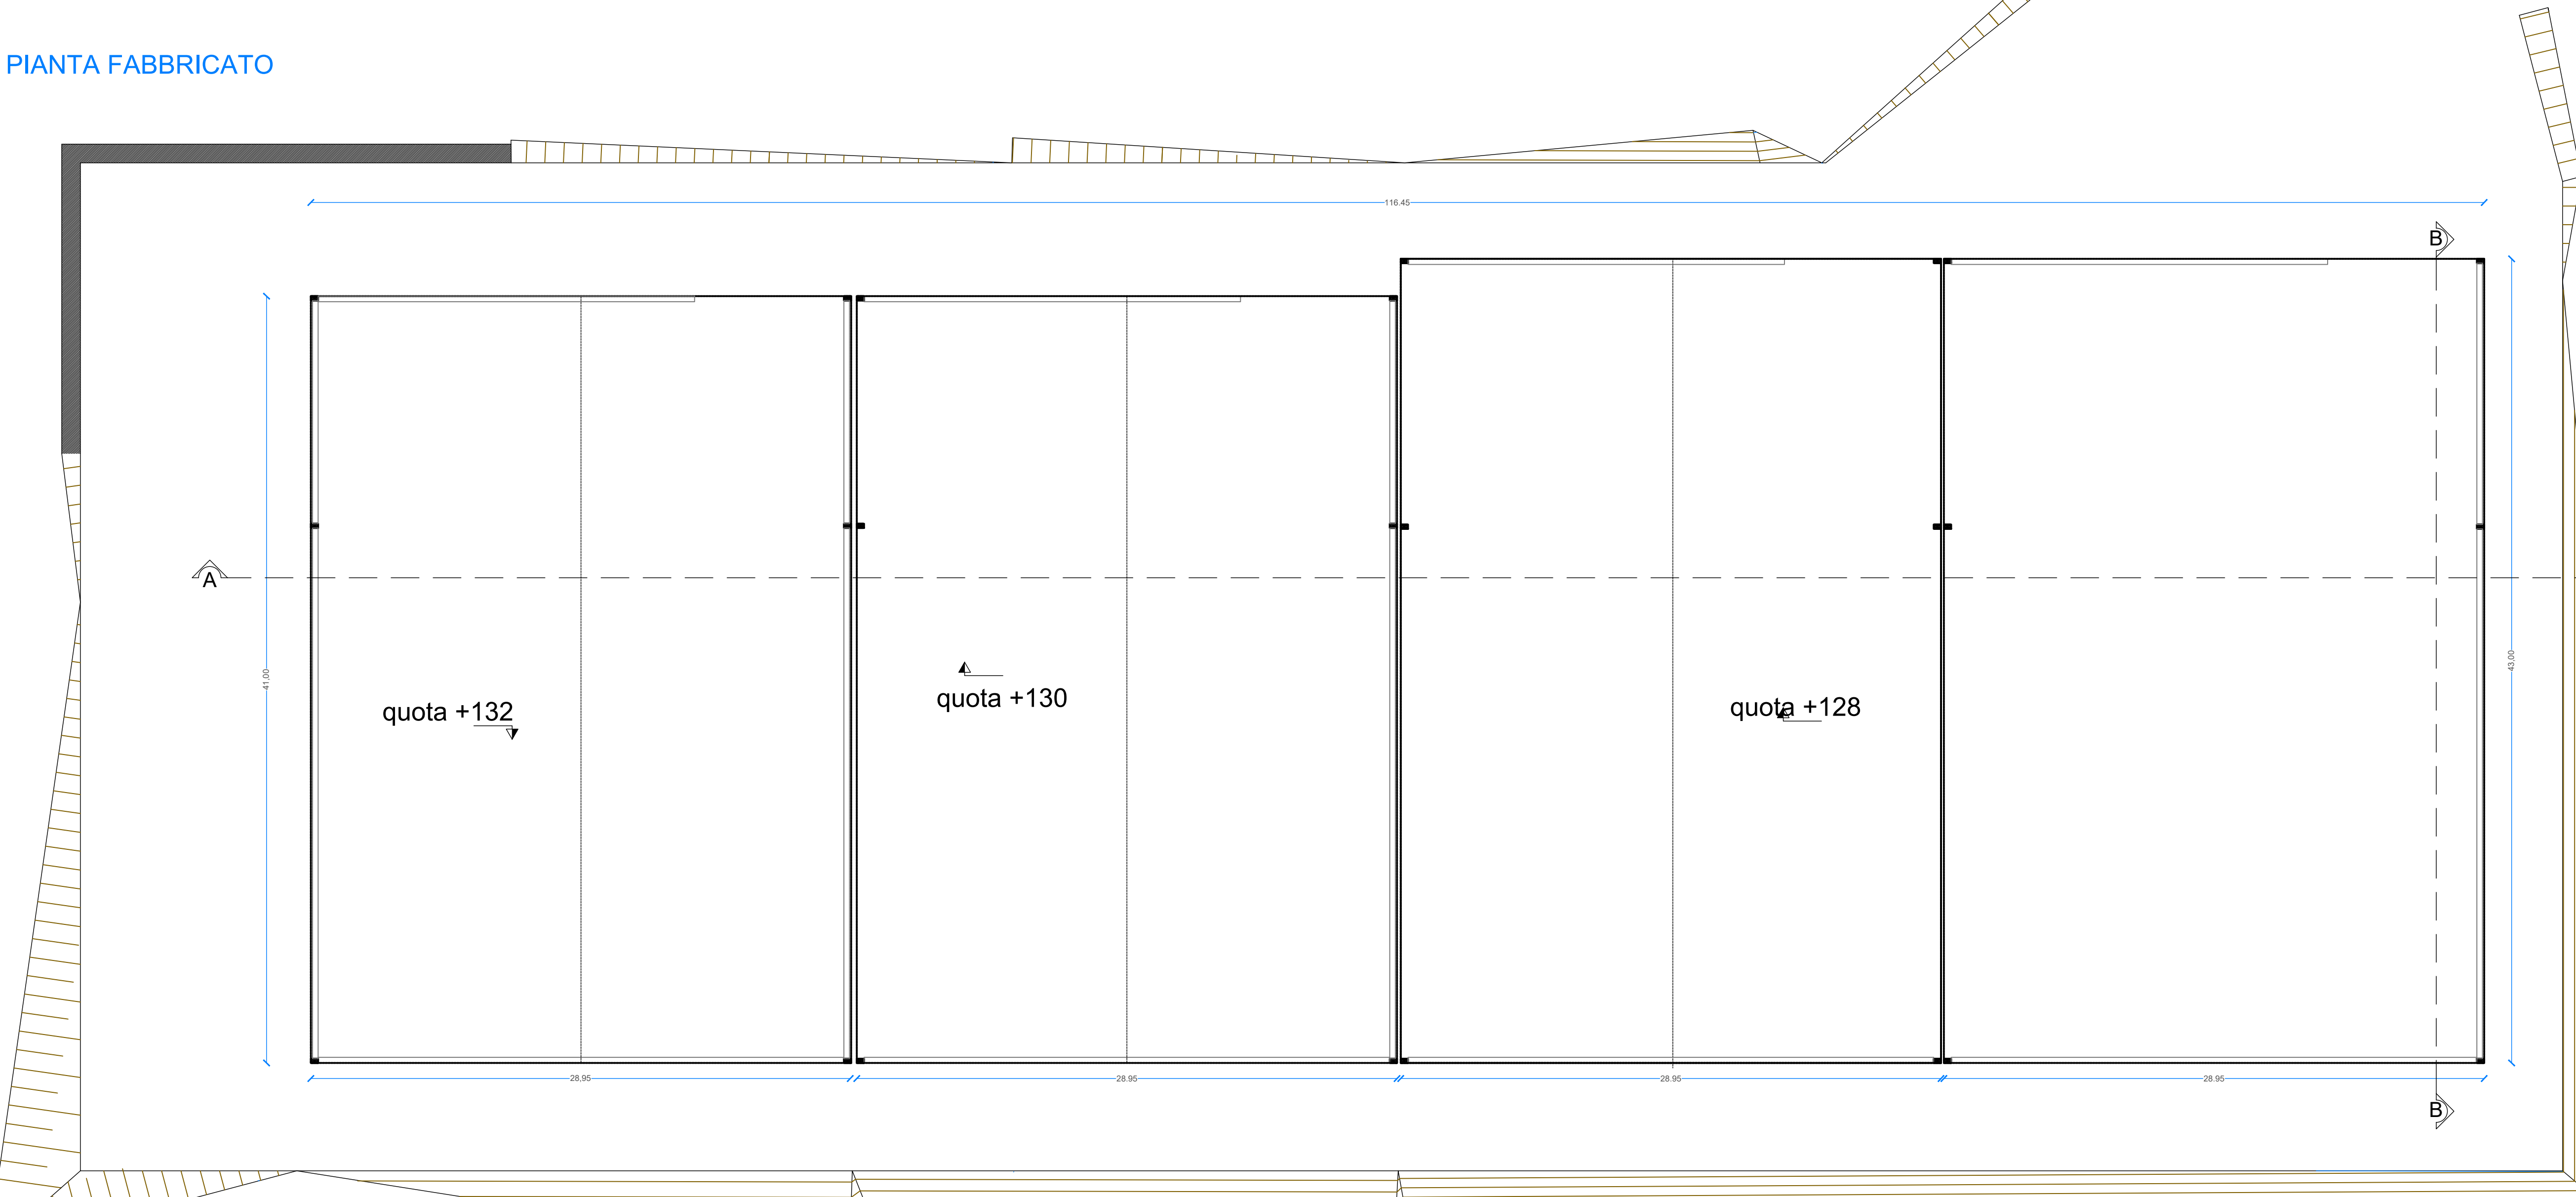 PIANTA FABBRICATO
116.45
B
A
41,00
43,00
quota +132
quota +130
quota +128
28,95
28.95
28.95
28.95
B